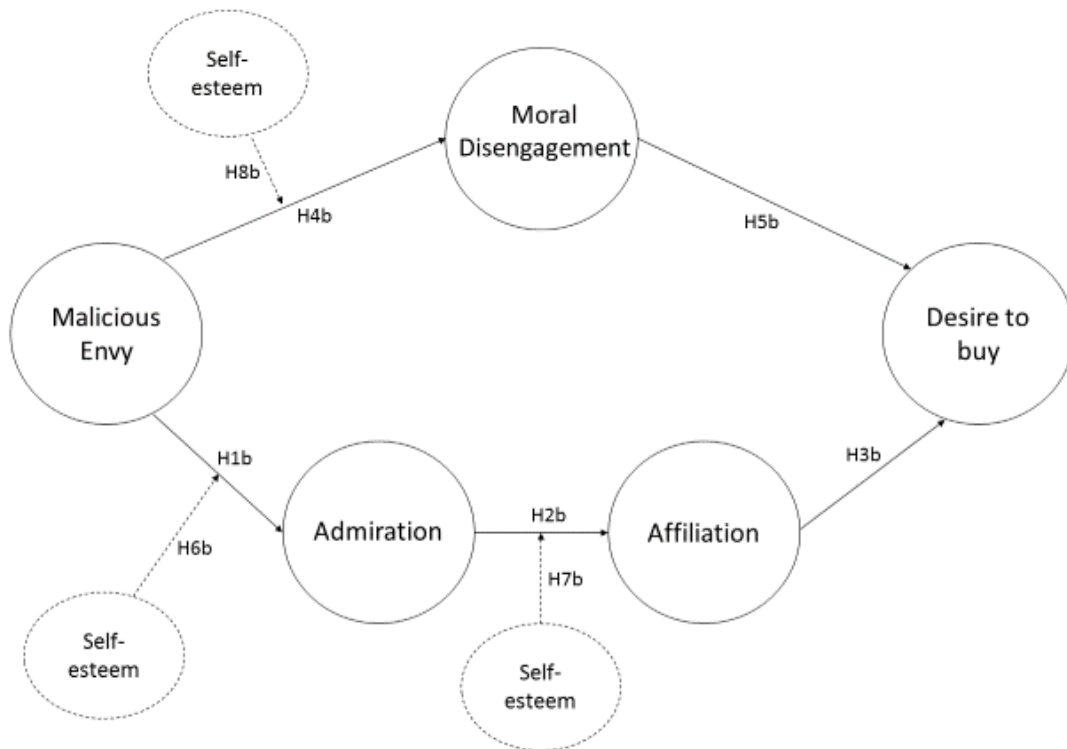 Self-
esteem
Moral
Disengagement
H8b
H4b
H5b
Malicious
Envy
Desire to
buy
H1b
H3b
H6b
Admiration
H2b
Affiliation
H7b
Self-
esteem
Self-
esteem